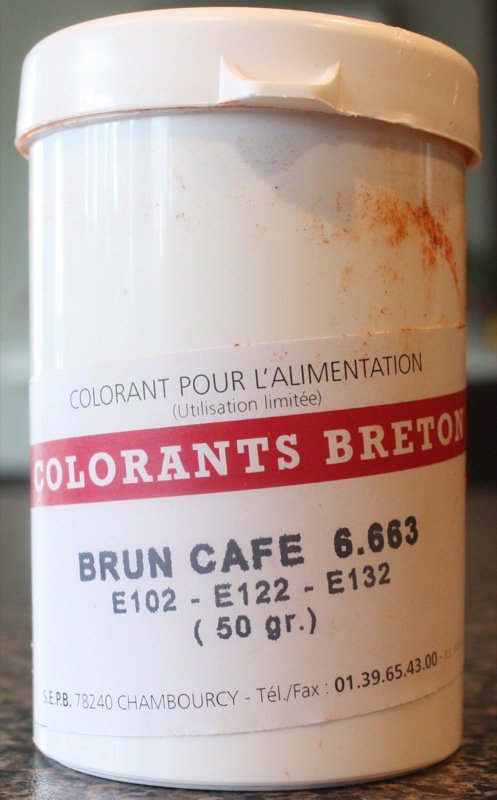 COLORANT POUR L'ALIMENTATION
(Utilisation limitée)
COLORANTS BRETON
BRUN CAFE 6.663
E102 - E122 - E132
( 50 gr.)
S.E.P.B. 78240 CHAMBOURCY - Tél./Fax : 01.39.65.43.00 -